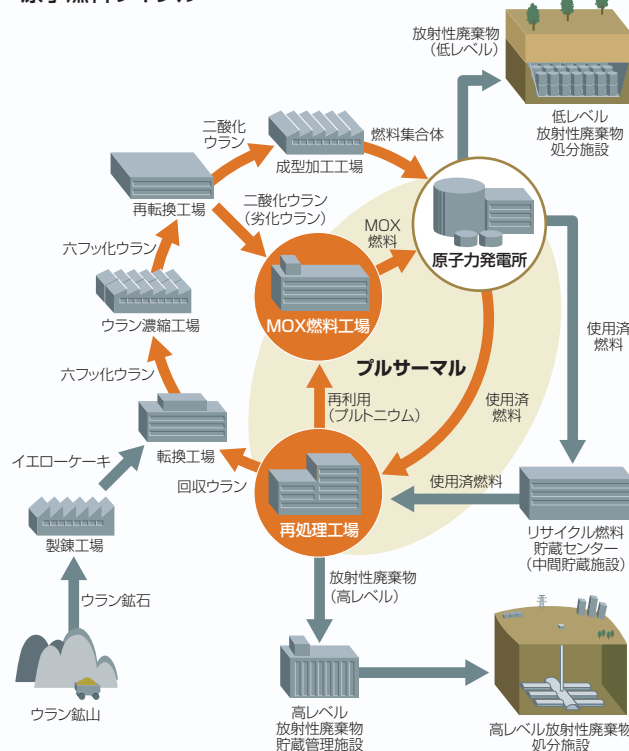 放射性廃棄物
（低レベル）
低レベル
放射性廃棄物
処分施設
二酸化
ウラン
成型加工工場
燃料集合体
再転換工場
二酸化ウラン
（劣化ウラン）
MOX
燃料
原子力発電所
六フッ化ウラン
ウラン濃縮工場
MOX燃料工場
使用済
燃料
プルサーマル
六フッ化ウラン
再利用
（プルトニウム）
使用済
燃料
イエローケーキ
転換工場
回収ウラン
使用済燃料
再処理工場
製錬工場
リサイクル燃料
貯蔵センター
（中間貯蔵施設）
放射性廃棄物
（高レベル）
ウラン鉱石
ウラン鉱山
高レベル
放射性廃棄物
貯蔵管理施設
高レベル放射性廃棄物
処分施設